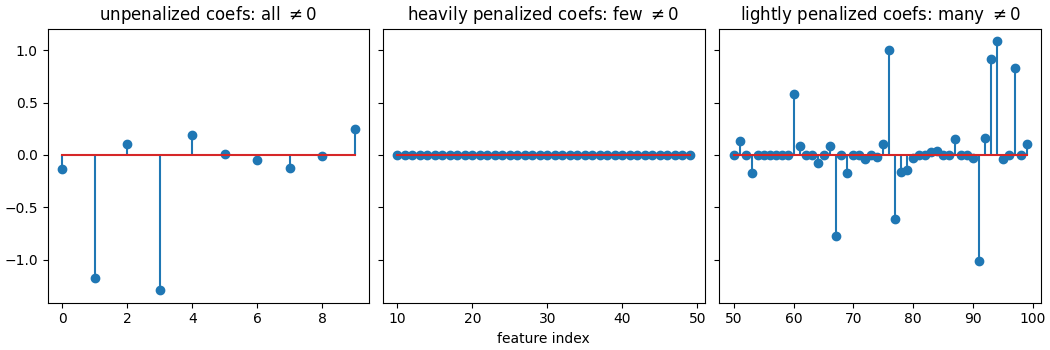 unpenalized coefs: all ≠0
heavily penalized coefs: few ≠0
lightly penalized coefs: many ≠0
1.0
0.5
0.0
−0.5
−1.0
0 2 4 6 8
10 20 30 40 50
50 60 70 80 90 100
feature index